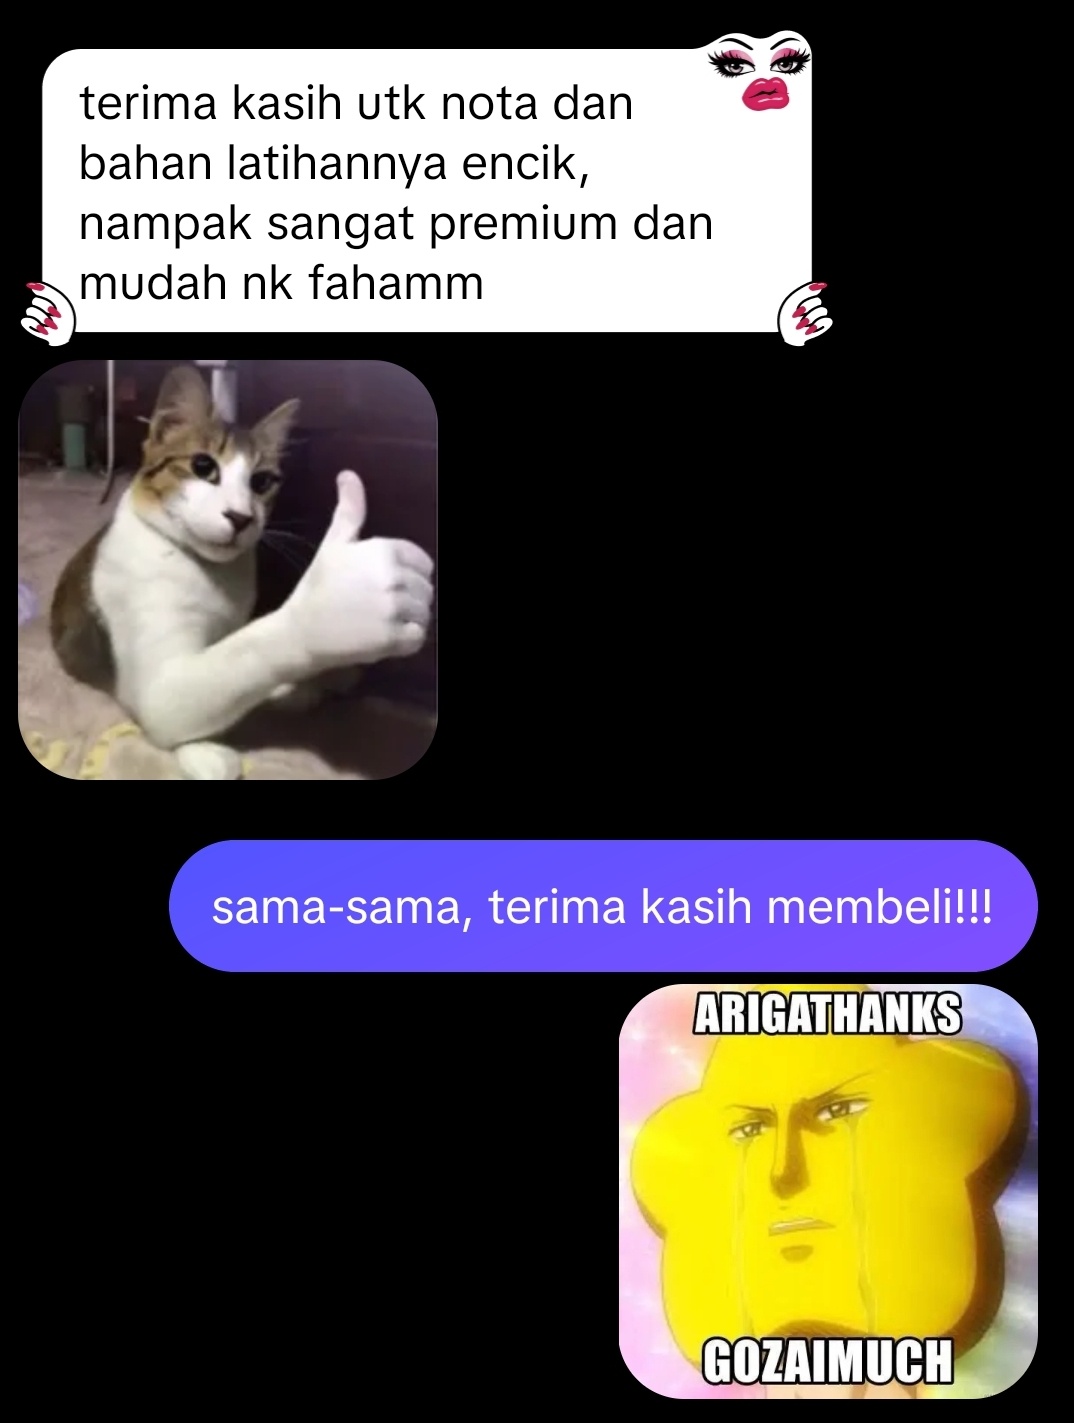 terima kasih utk nota dan
bahan latihannya encik,
nampak sangat premium dan
mudah nk fahamm
sama-sama, terima kasih membeli!!!
ARIGATHANKS
GOZAIMUCH